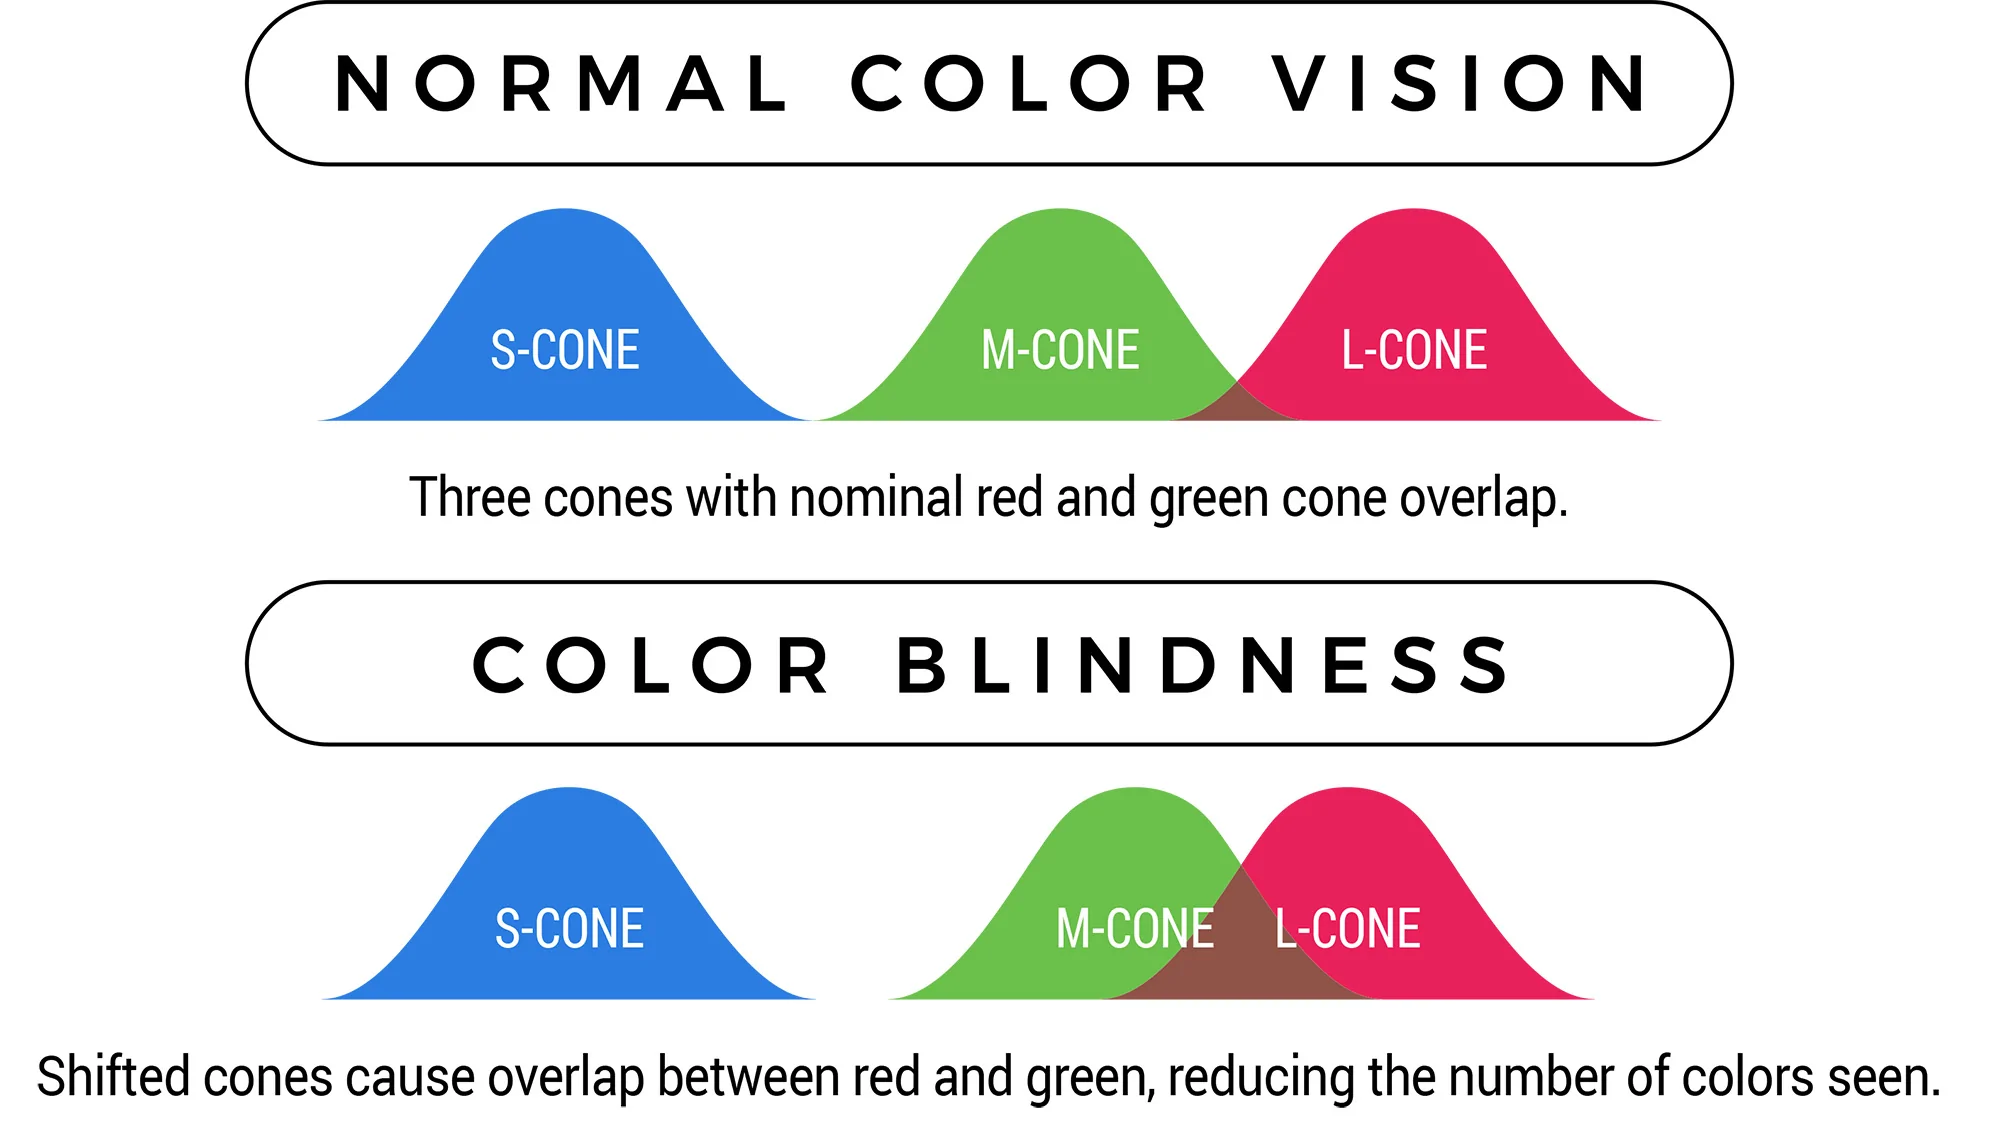 NORMAL COLOR VISION
S-CONE M-CONE L-CONE
Three cones with nominal red and green cone overlap.
COLOR BLINDNESS
S-CONE M-CONE L-CONE
Shifted cones cause overlap between red and green, reducing the number of colors seen.